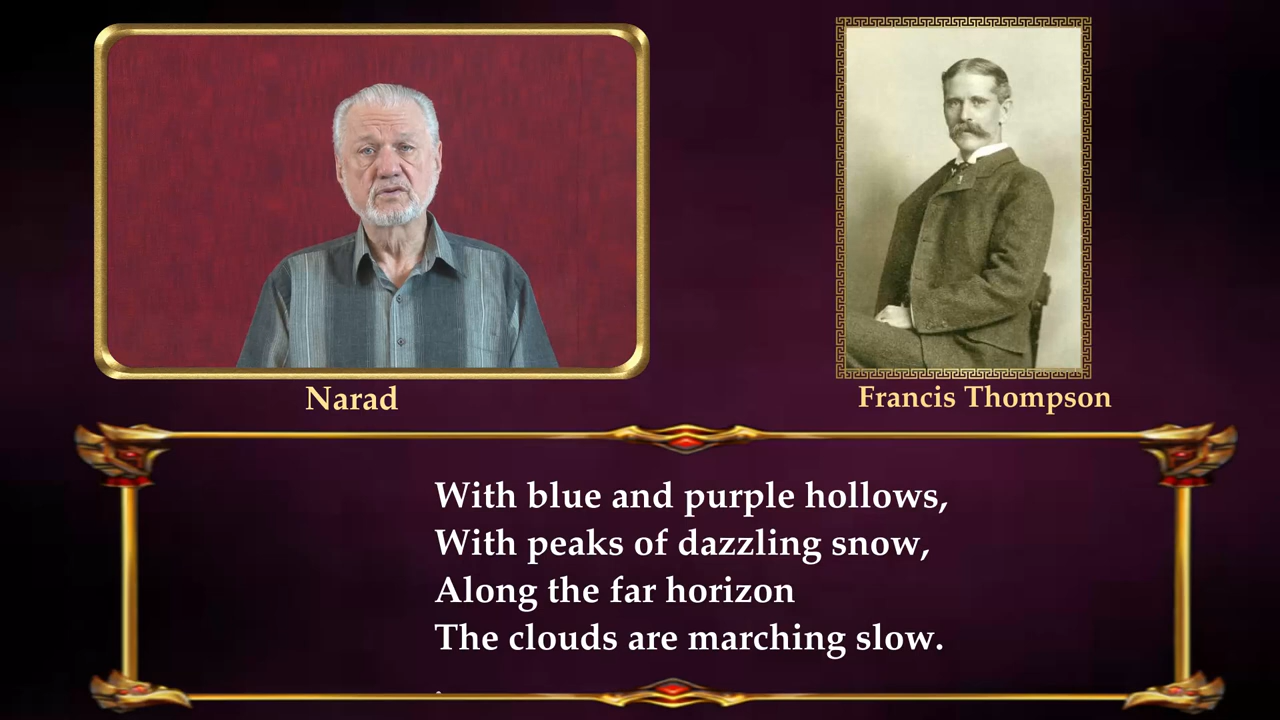 Narad
Francis Thompson
With blue and purple hollows,
With peaks of dazzling snow,
Along the far horizon
The clouds are marching slow.